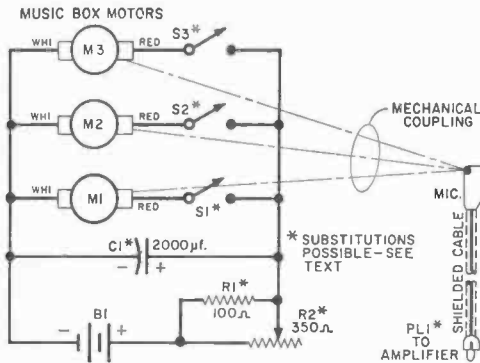 MUSIC BOX MOTORS
WHI
M3
RED
S3*
WHI
M2
RED
S2*
WHI
M1
RED
S1*
MECHANICAL
COUPLING
MIC.
C1*
2000µf.
- +
* SUBSTITUTIONS
POSSIBLE-SEE
TEXT
R1*
100Ω
R2*
350Ω
- B1 +
SHIELDED CABLE
PL1*
TO
AMPLIFIER